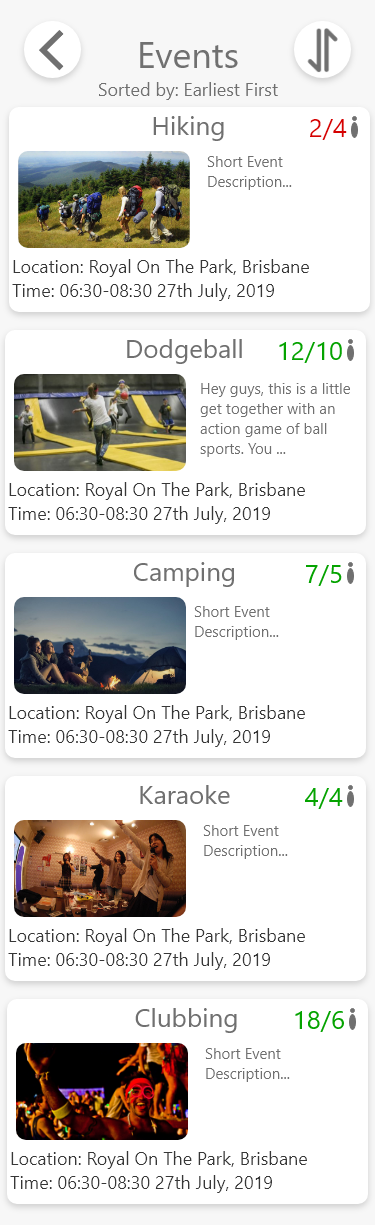 Events
Sorted by: Earliest First
Hiking
2/4
Short Event
Description...
Location: Royal On The Park, Brisbane
Time: 06:30-08:30 27th July, 2019
Dodgeball
12/10
Hey guys, this is a little
get together with an
action game of ball
sports. You ...
Location: Royal On The Park, Brisbane
Time: 06:30-08:30 27th July, 2019
Camping
7/5
Short Event
Description...
Location: Royal On The Park, Brisbane
Time: 06:30-08:30 27th July, 2019
Karaoke
4/4
Short Event
Description...
Location: Royal On The Park, Brisbane
Time: 06:30-08:30 27th July, 2019
Clubbing
18/6
Short Event
Description...
Location: Royal On The Park, Brisbane
Time: 06:30-08:30 27th July, 2019